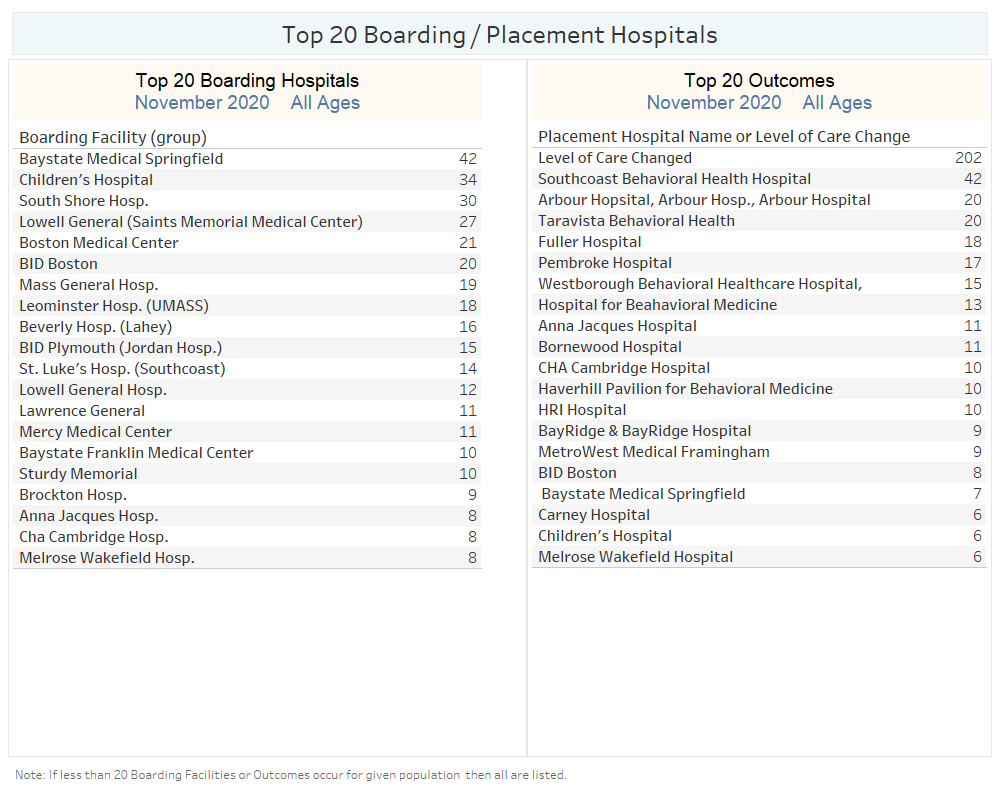 Top 20 Boarding / Placement Hospitals
Top 20 Boarding Hospitals
November 2020 All Ages
Boarding Facility (group)
Baystate Medical Springfield 42
Children's Hospital 34
South Shore Hosp. 30
Lowell General (Saints Memorial Medical Center) 27
Boston Medical Center 21
BID Boston 20
Mass General Hosp. 19
Leominster Hosp. (UMASS) 18
Beverly Hosp. (Lahey) 16
BID Plymouth (Jordan Hosp.) 15
St. Luke's Hosp. (Southcoast) 14
Lowell General Hosp. 12
Lawrence General 11
Mercy Medical Center 11
Baystate Franklin Medical Center 10
Sturdy Memorial 10
Brockton Hosp. 9
Anna Jacques Hosp. 8
Cha Cambridge Hosp. 8
Melrose Wakefield Hosp. 8
Top 20 Outcomes
November 2020 All Ages
Placement Hospital Name or Level of Care Change
Level of Care Changed 202
Southcoast Behavioral Health Hospital 42
Arbour Hopsital, Arbour Hosp., Arbour Hospital 20
Taravista Behavioral Health 20
Fuller Hospital 18
Pembroke Hospital 17
Westborough Behavioral Healthcare Hospital, 15
Hospital for Beahavioral Medicine 13
Anna Jacques Hospital 11
Bornewood Hospital 11
CHA Cambridge Hospital 10
Haverhill Pavilion for Behavioral Medicine 10
HRI Hospital 10
BayRidge & BayRidge Hospital 9
MetroWest Medical Framingham 9
BID Boston 8
Baystate Medical Springfield 7
Carney Hospital 6
Children's Hospital 6
Melrose Wakefield Hospital 6
Note: If less than 20 Boarding Facilities or Outcomes occur for given population then all are listed.